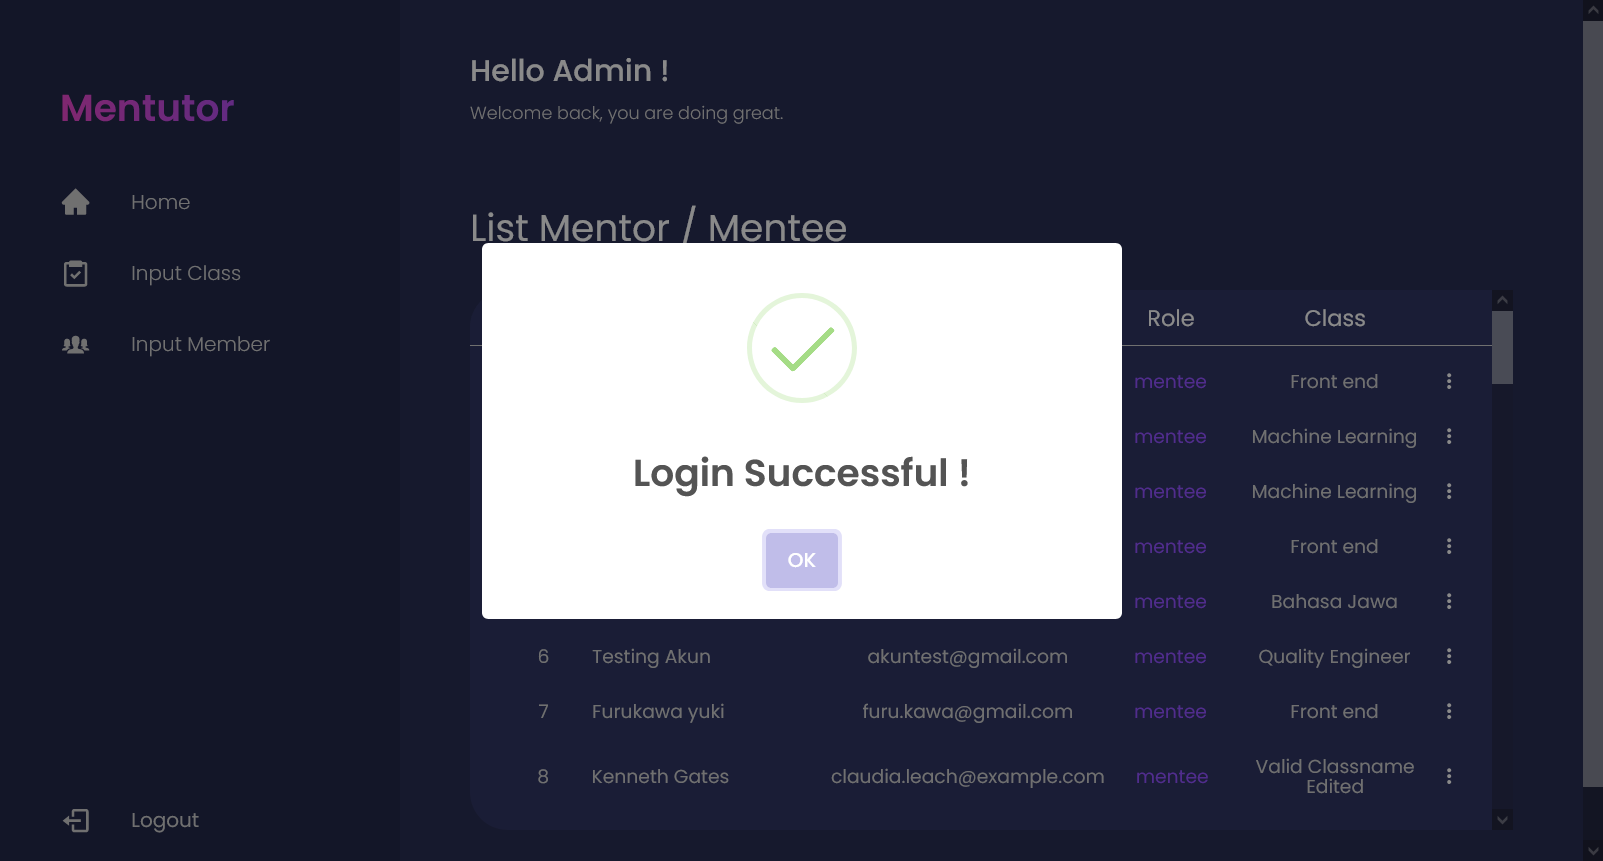 Mentutor
Home
Input Class
Input Member
Logout
Hello Admin !
Welcome back, you are doing great.
List Mentor / Mentee
Role Class
mentee Front end
mentee Machine Learning
mentee Machine Learning
mentee Front end
mentee Bahasa Jawa
6 Testing Akun akuntest@gmail.com mentee Quality Engineer
7 Furukawa yuki furu.kawa@gmail.com mentee Front end
8 Kenneth Gates claudia.leach@example.com mentee Valid Classname
Edited
Login Successful !
OK